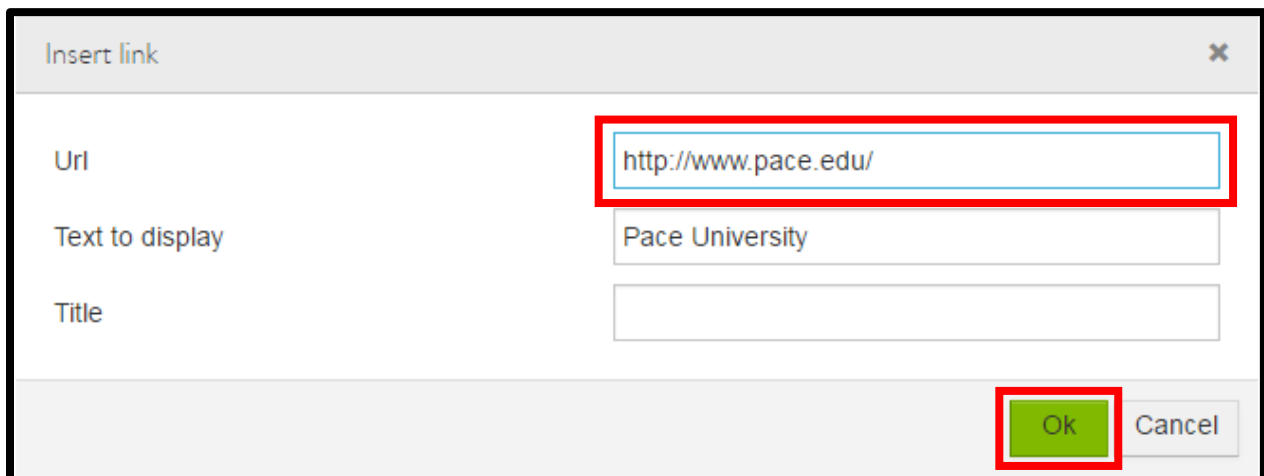 Insert link
Url http://www.pace.edu/
Text to display Pace University
Title
Ok Cancel